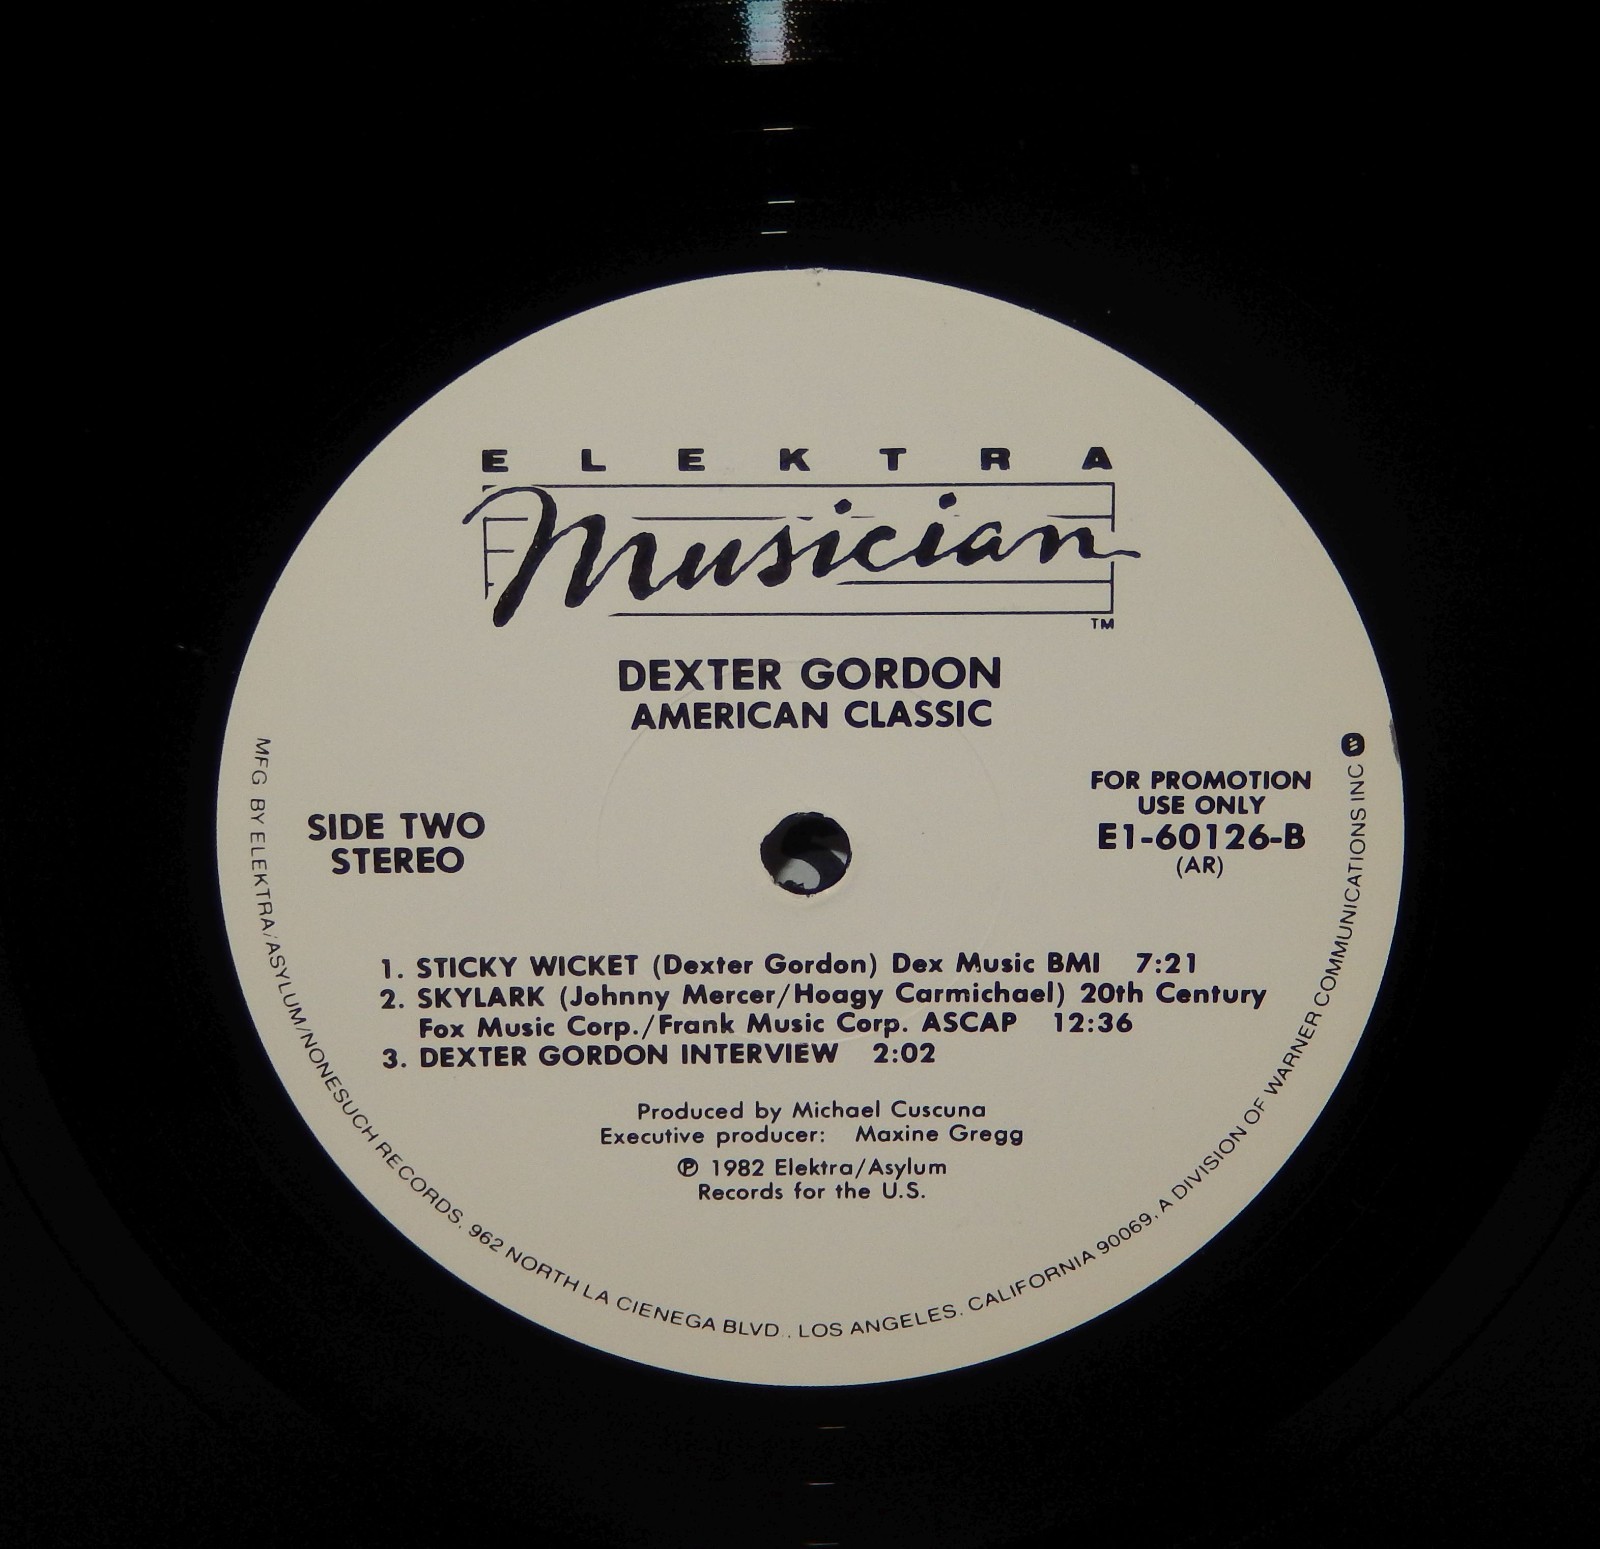 ELEKTRA
Musician
TM
DEXTER GORDON
AMERICAN CLASSIC
SIDE TWO
STEREO
FOR PROMOTION
USE ONLY
E1-60126-B
(AR)
1. STICKY WICKET (Dexter Gordon) Dex Music BMI 7:21
2. SKYLARK (Johnny Mercer/Hoagy Carmichael) 20th Century
Fox Music Corp./Frank Music Corp. ASCAP 12:36
3. DEXTER GORDON INTERVIEW 2:02
Produced by Michael Cuscuna
Executive producer: Maxine Gregg
℗ 1982 Elektra/Asylum
Records for the U.S.
MFG. BY ELEKTRA/ASYLUM/NONESUCH RECORDS, 962 NORTH LA CIENEGA BLVD., LOS ANGELES, CALIFORNIA 90069, A DIVISION OF WARNER COMMUNICATIONS INC